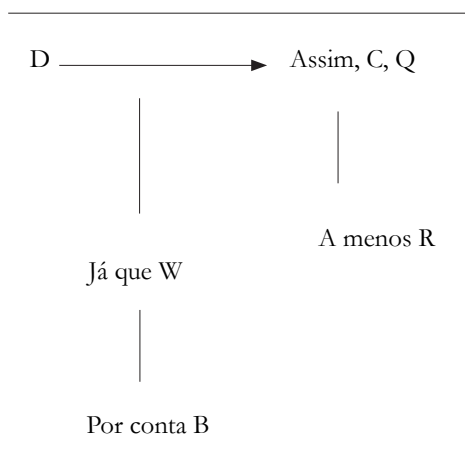 D
Assim, C, Q
A menos R
Já que W
Por conta B